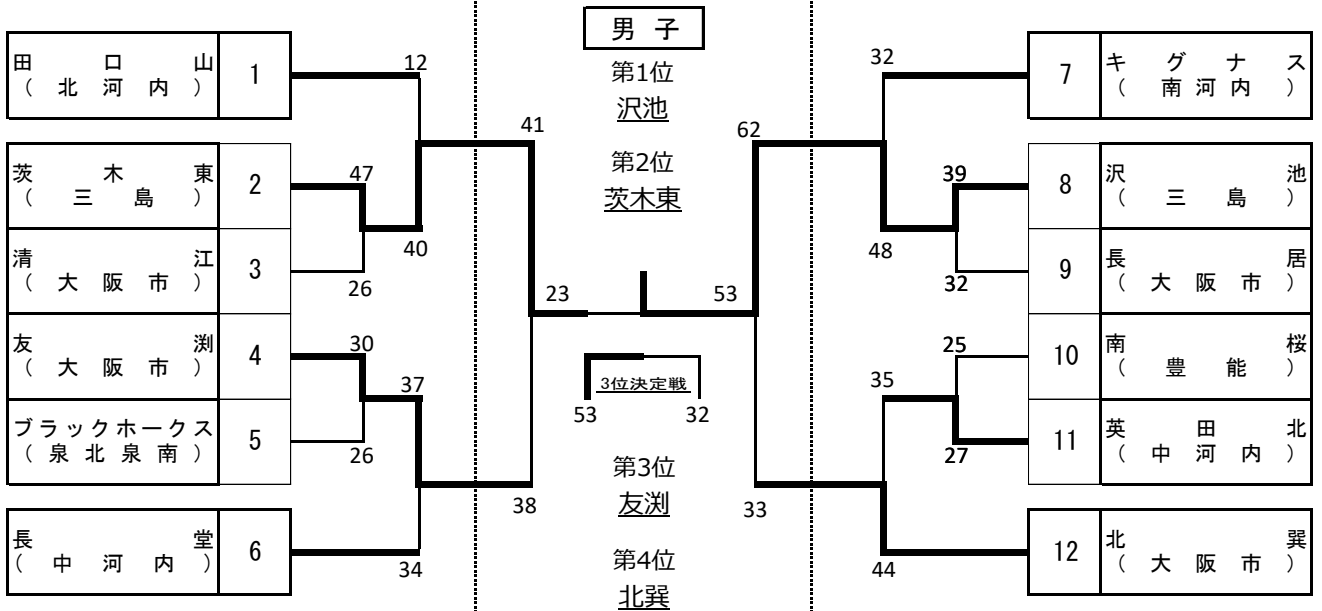 男 子
第1位
沢池
第2位
茨木東
田 口 山
( 北 河 内 )
1
茨 木 東
( 三 島 )
2
清 江
( 大 阪 市 )
3
友 渕
( 大 阪 市 )
4
ブラックホークス
( 泉 北 泉 南 )
5
長 堂
( 中 河 内 )
6
12
47
40
26
30
37
26
34
41
38
23
53
3位決定戦
53
32
62
33
32
39
48
32
25
35
27
44
7
キ グ ナ ス
( 南 河 内 )
8
沢 池
( 三 島 )
9
長 居
( 大 阪 市 )
10
南 桜
( 豊 能 )
11
英 田 北
( 中 河 内 )
12
北 巽
( 大 阪 市 )
第3位
友渕
第4位
北巽